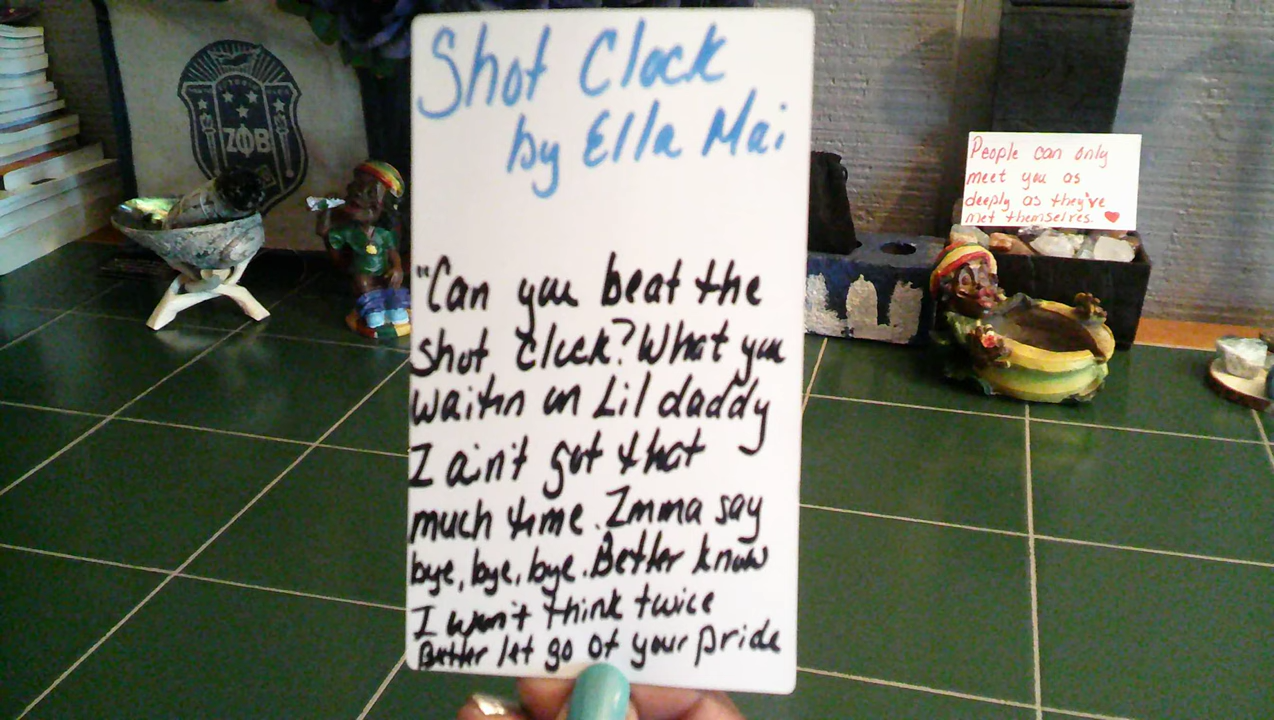 Shot Clock
by Ella Mai
"Can you beat the
shot clock? What you
waitin on Lil daddy
I ain't got that
much time. Imma say
bye, bye, bye. Better know
I won't think twice
Better let go of your pride
ΖΦΒ
People can only
meet you as
deeply as they've
met themselves.